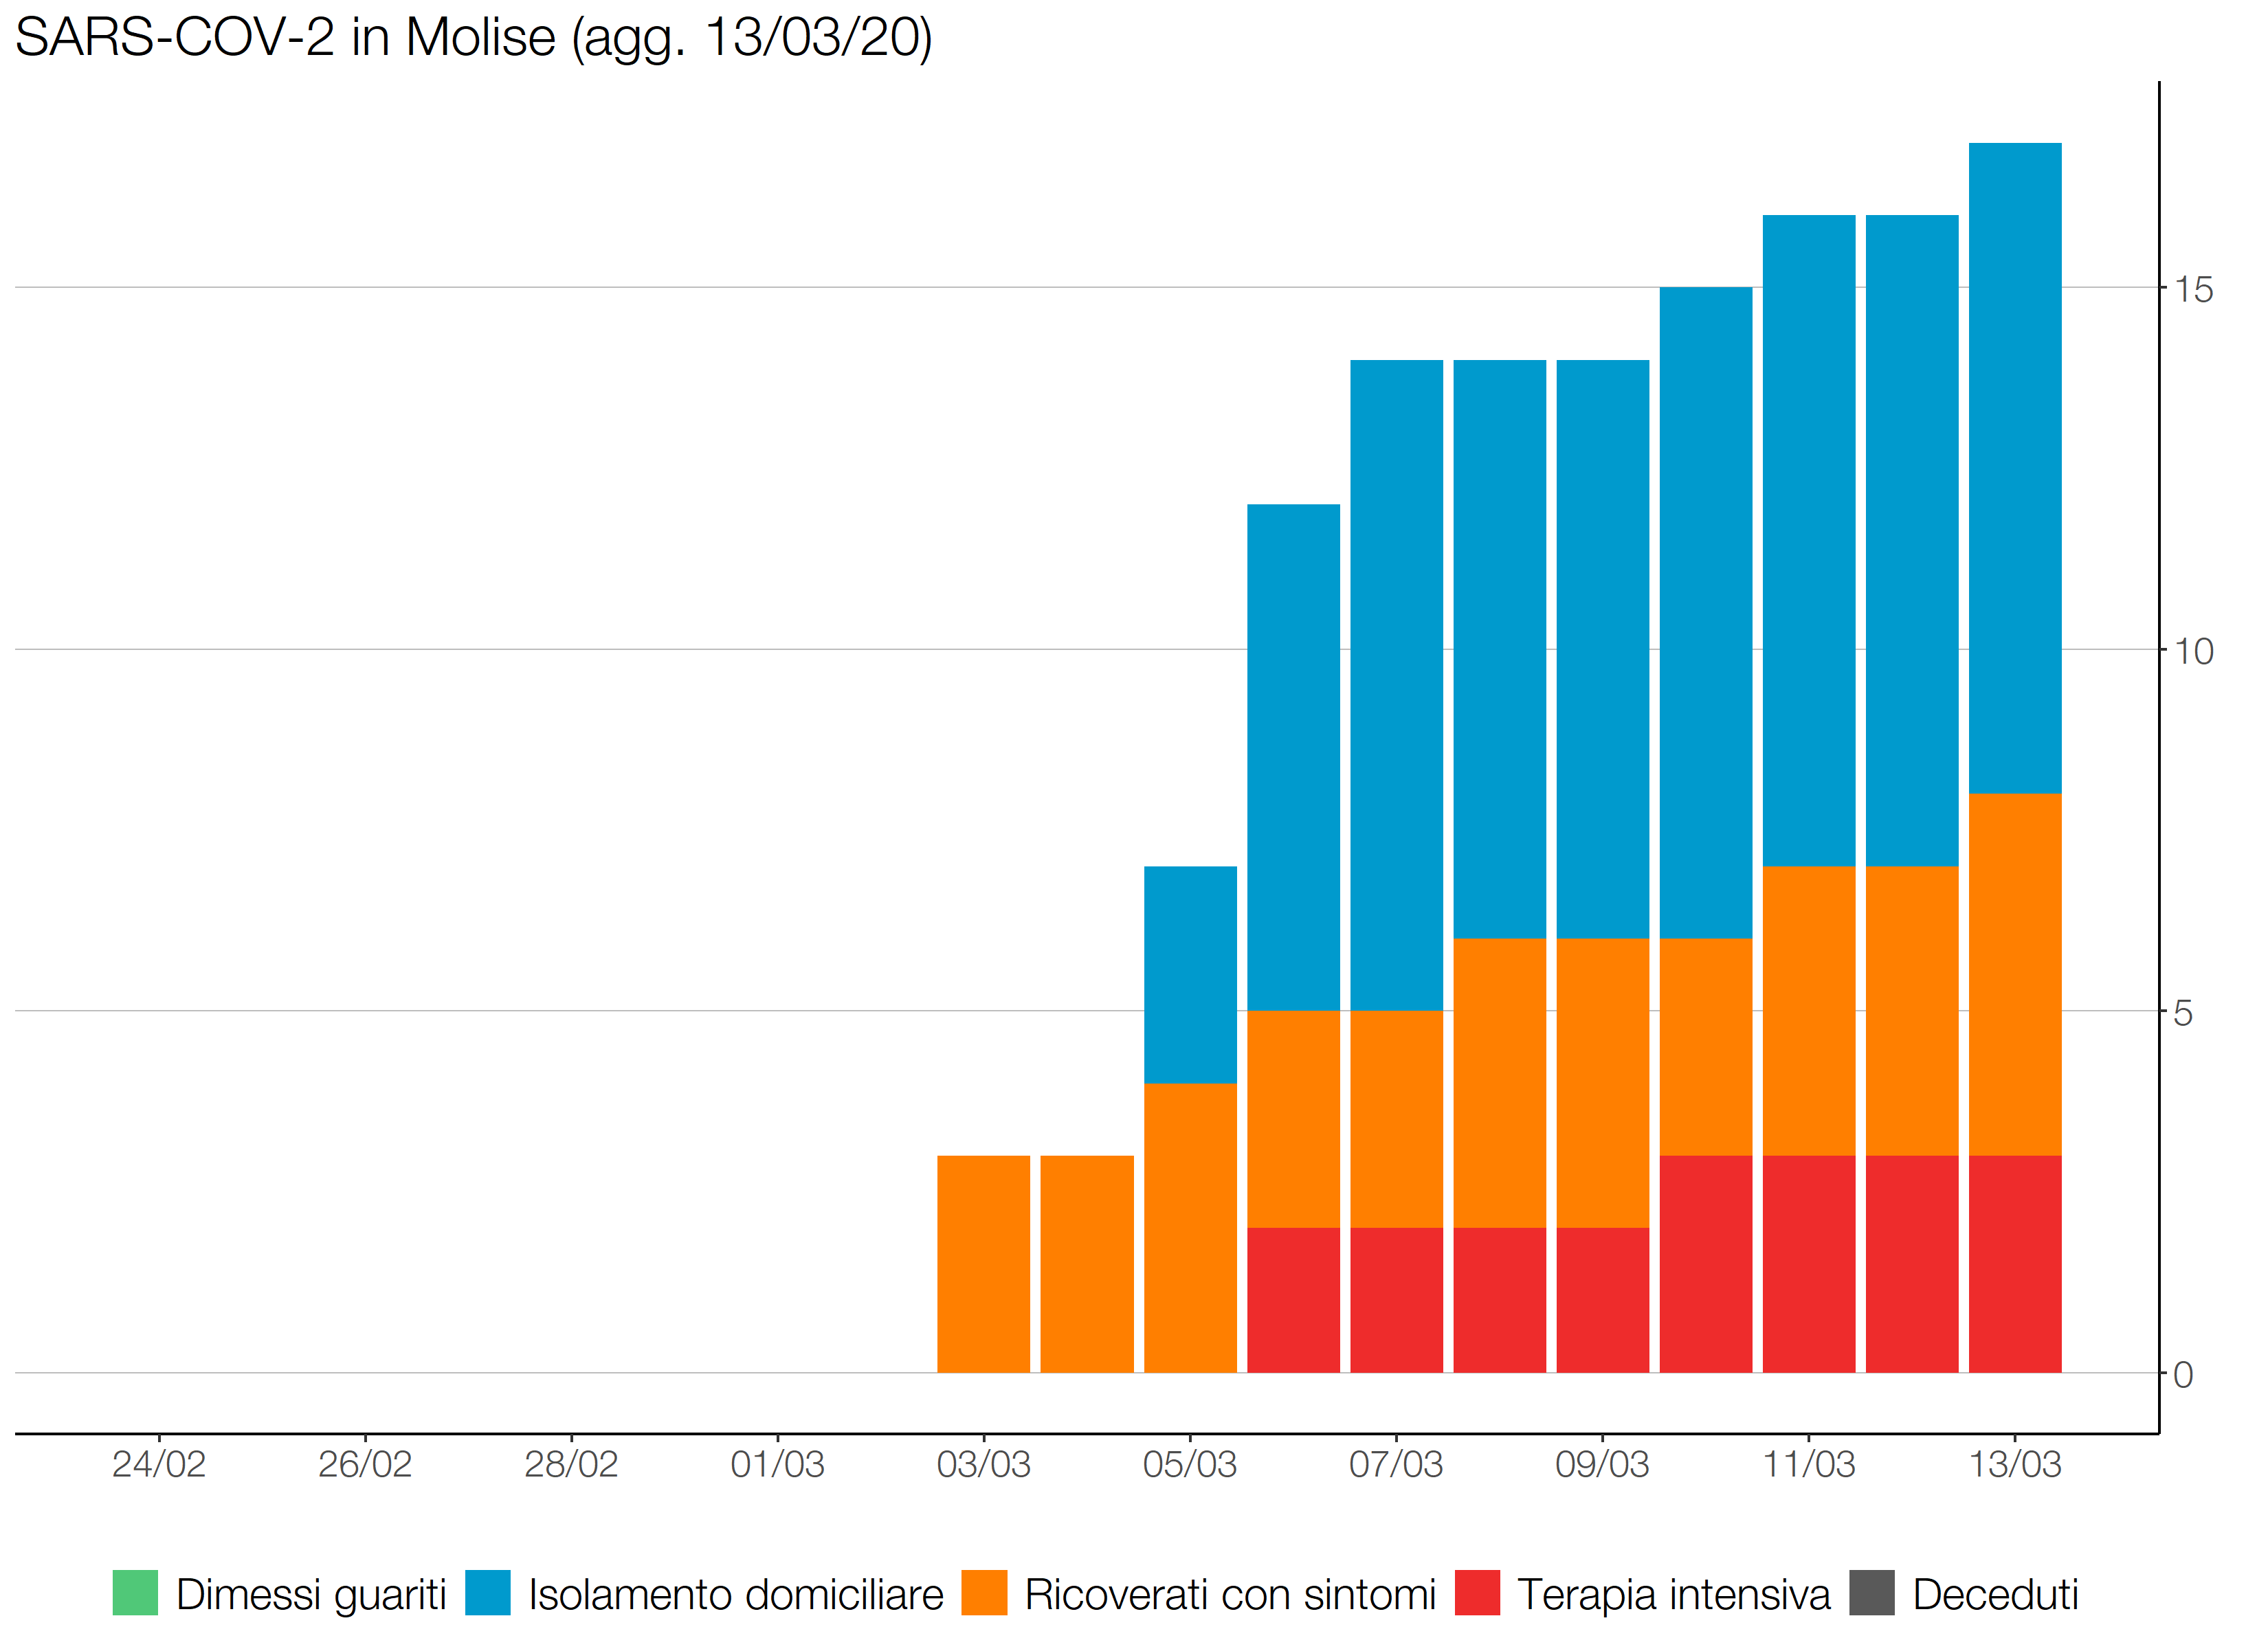 SARS-COV-2 in Molise (agg. 13/03/20)
15
10
5
0
24/02 26/02 28/02 01/03 03/03 05/03 07/03 09/03 11/03 13/03
Dimessi guariti Isolamento domiciliare Ricoverati con sintomi Terapia intensiva Deceduti